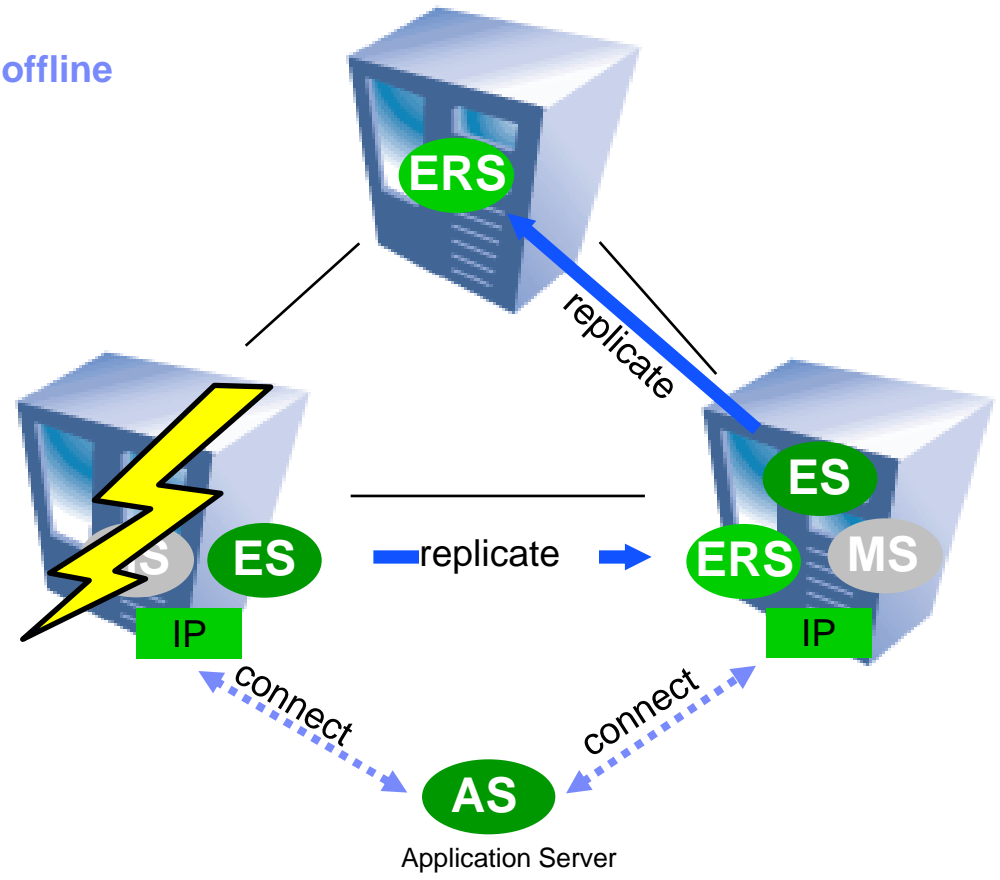 offline
ERS
replicate
ES
ES
replicate
ERS
MS
IP
IP
connect
connect
AS
Application Server